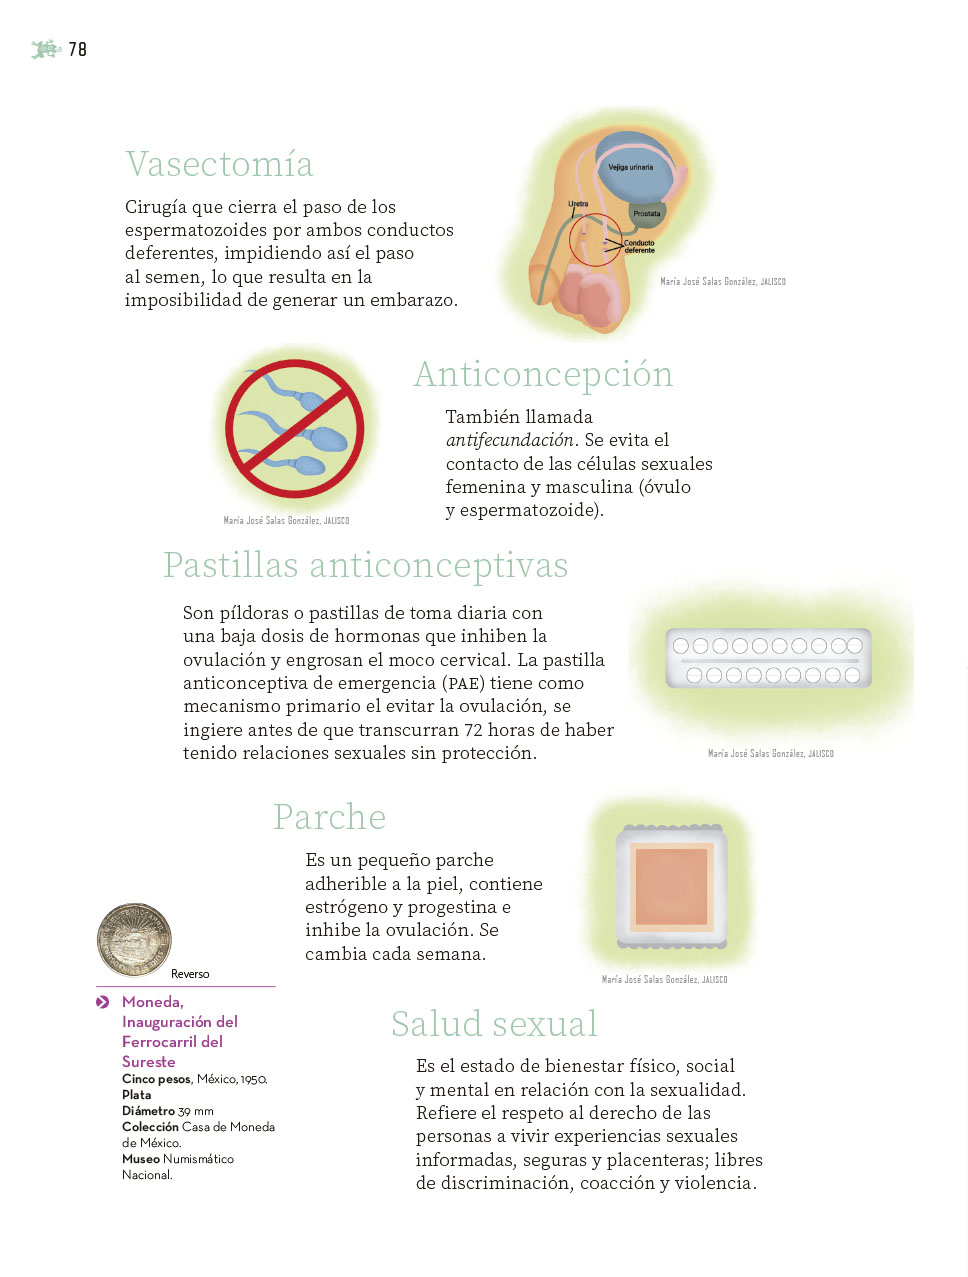 78
Vasectomía
Cirugía que cierra el paso de los
espermatozoides por ambos conductos
deferentes, impidiendo así el paso
al semen, lo que resulta en la
imposibilidad de generar un embarazo.
Vejiga urinaria
Uretra
Prostata
Conducto
deferente
María José Salas González, JALISCO
Anticoncepción
También llamada
antifecundación. Se evita el
contacto de las células sexuales
femenina y masculina (óvulo
y espermatozoide).
María José Salas González, JALISCO
Pastillas anticonceptivas
Son píldoras o pastillas de toma diaria con
una baja dosis de hormonas que inhiben la
ovulación y engrosan el moco cervical. La pastilla
anticonceptiva de emergencia (PAE) tiene como
mecanismo primario el evitar la ovulación, se
ingiere antes de que transcurran 72 horas de haber
tenido relaciones sexuales sin protección.
María José Salas González, JALISCO
Parche
Es un pequeño parche
adherible a la piel, contiene
estrógeno y progestina e
inhibe la ovulación. Se
cambia cada semana.
María José Salas González, JALISCO
Reverso
Moneda,
Inauguración del
Ferrocarril del
Sureste
Cinco pesos, México, 1950.
Plata
Diámetro 39 mm
Colección Casa de Moneda
de México.
Museo Numismático
Nacional.
Salud sexual
Es el estado de bienestar físico, social
y mental en relación con la sexualidad.
Refiere el respeto al derecho de las
personas a vivir experiencias sexuales
informadas, seguras y placenteras; libres
de discriminación, coacción y violencia.